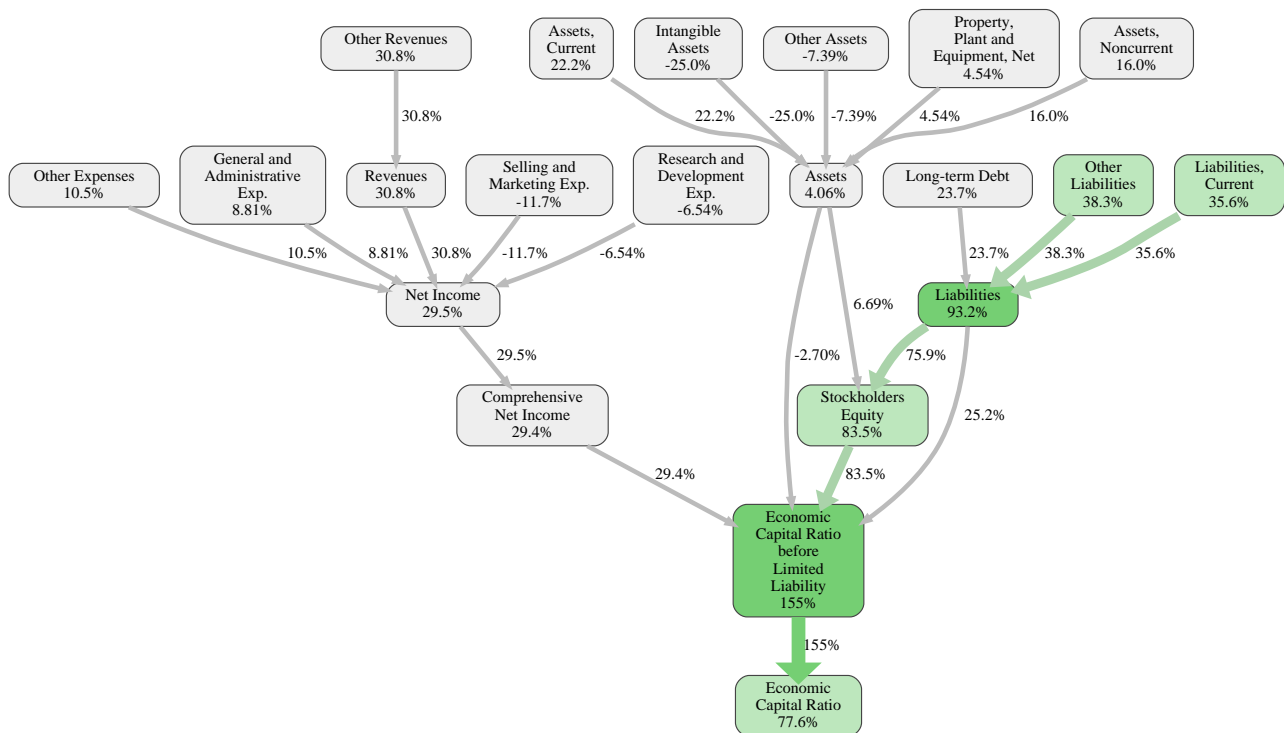 Other Revenues
30.8%
Assets,
Current
22.2%
Intangible
Assets
-25.0%
Other Assets
-7.39%
Property,
Plant and
Equipment, Net
4.54%
Assets,
Noncurrent
16.0%
30.8%
22.2%
-25.0%
-7.39%
4.54%
16.0%
Other Expenses
10.5%
General and
Administrative
Exp.
8.81%
Revenues
30.8%
Selling and
Marketing Exp.
-11.7%
Research and
Development
Exp.
-6.54%
Assets
4.06%
Long-term Debt
23.7%
Other
Liabilities
38.3%
Liabilities,
Current
35.6%
10.5%
8.81%
30.8%
-11.7%
-6.54%
23.7%
38.3%
35.6%
Net Income
29.5%
Liabilities
93.2%
6.69%
29.5%
-2.70%
75.9%
Comprehensive
Net Income
29.4%
Stockholders
Equity
83.5%
25.2%
29.4%
83.5%
Economic
Capital Ratio
before
Limited
Liability
155%
155%
Economic
Capital Ratio
77.6%